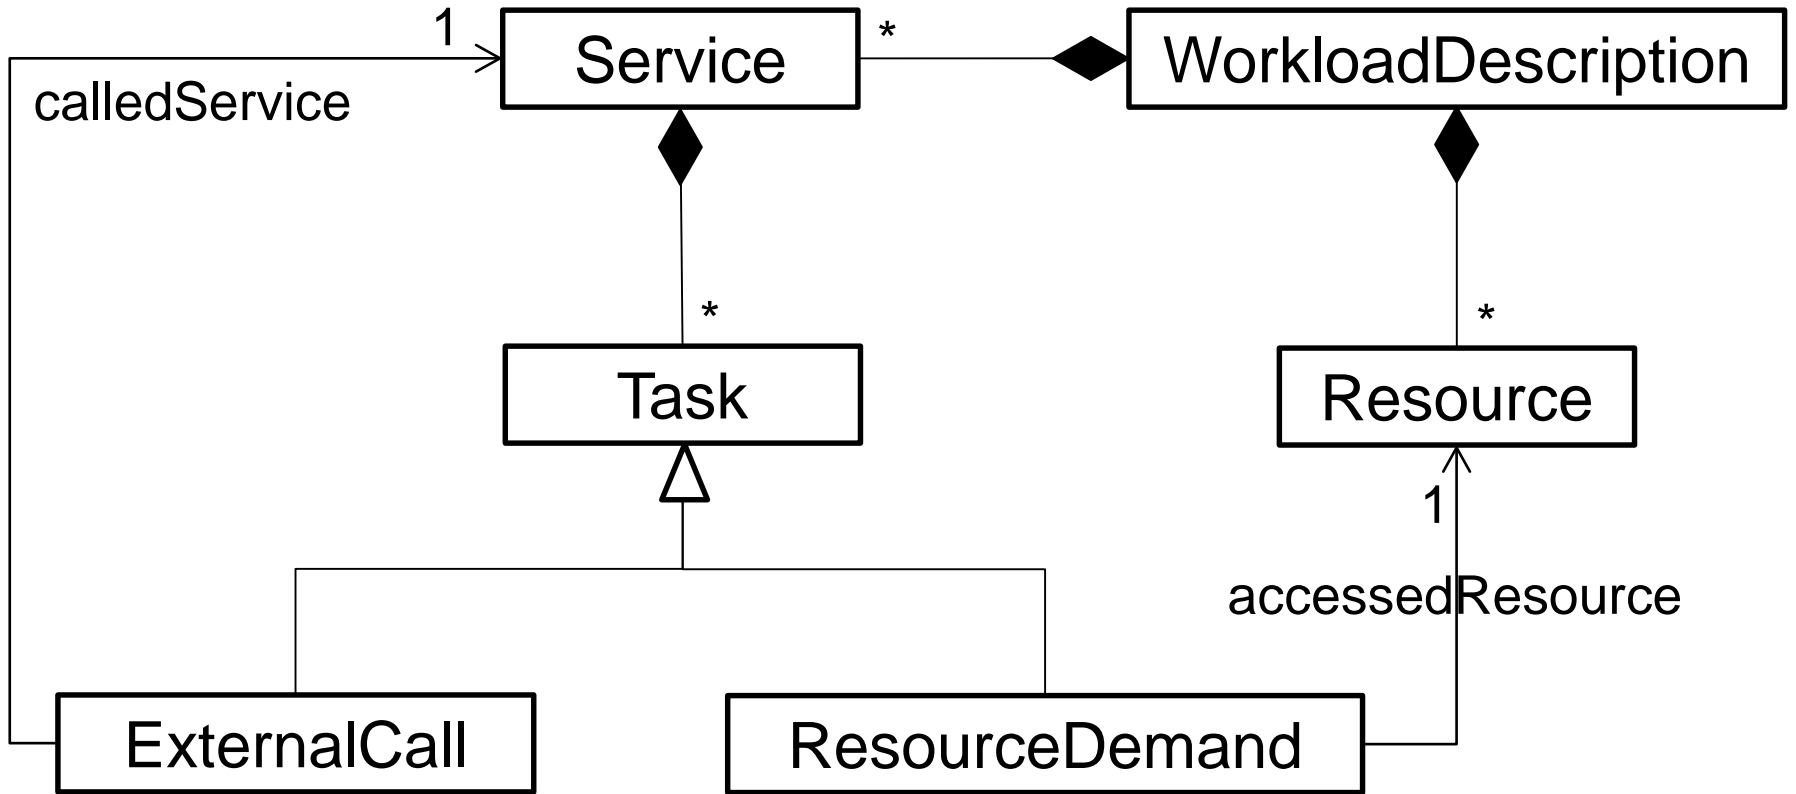 1
Service
*
WorkloadDescription
calledService
*
*
Task
Resource
1
accessedResource
ExternalCall
ResourceDemand